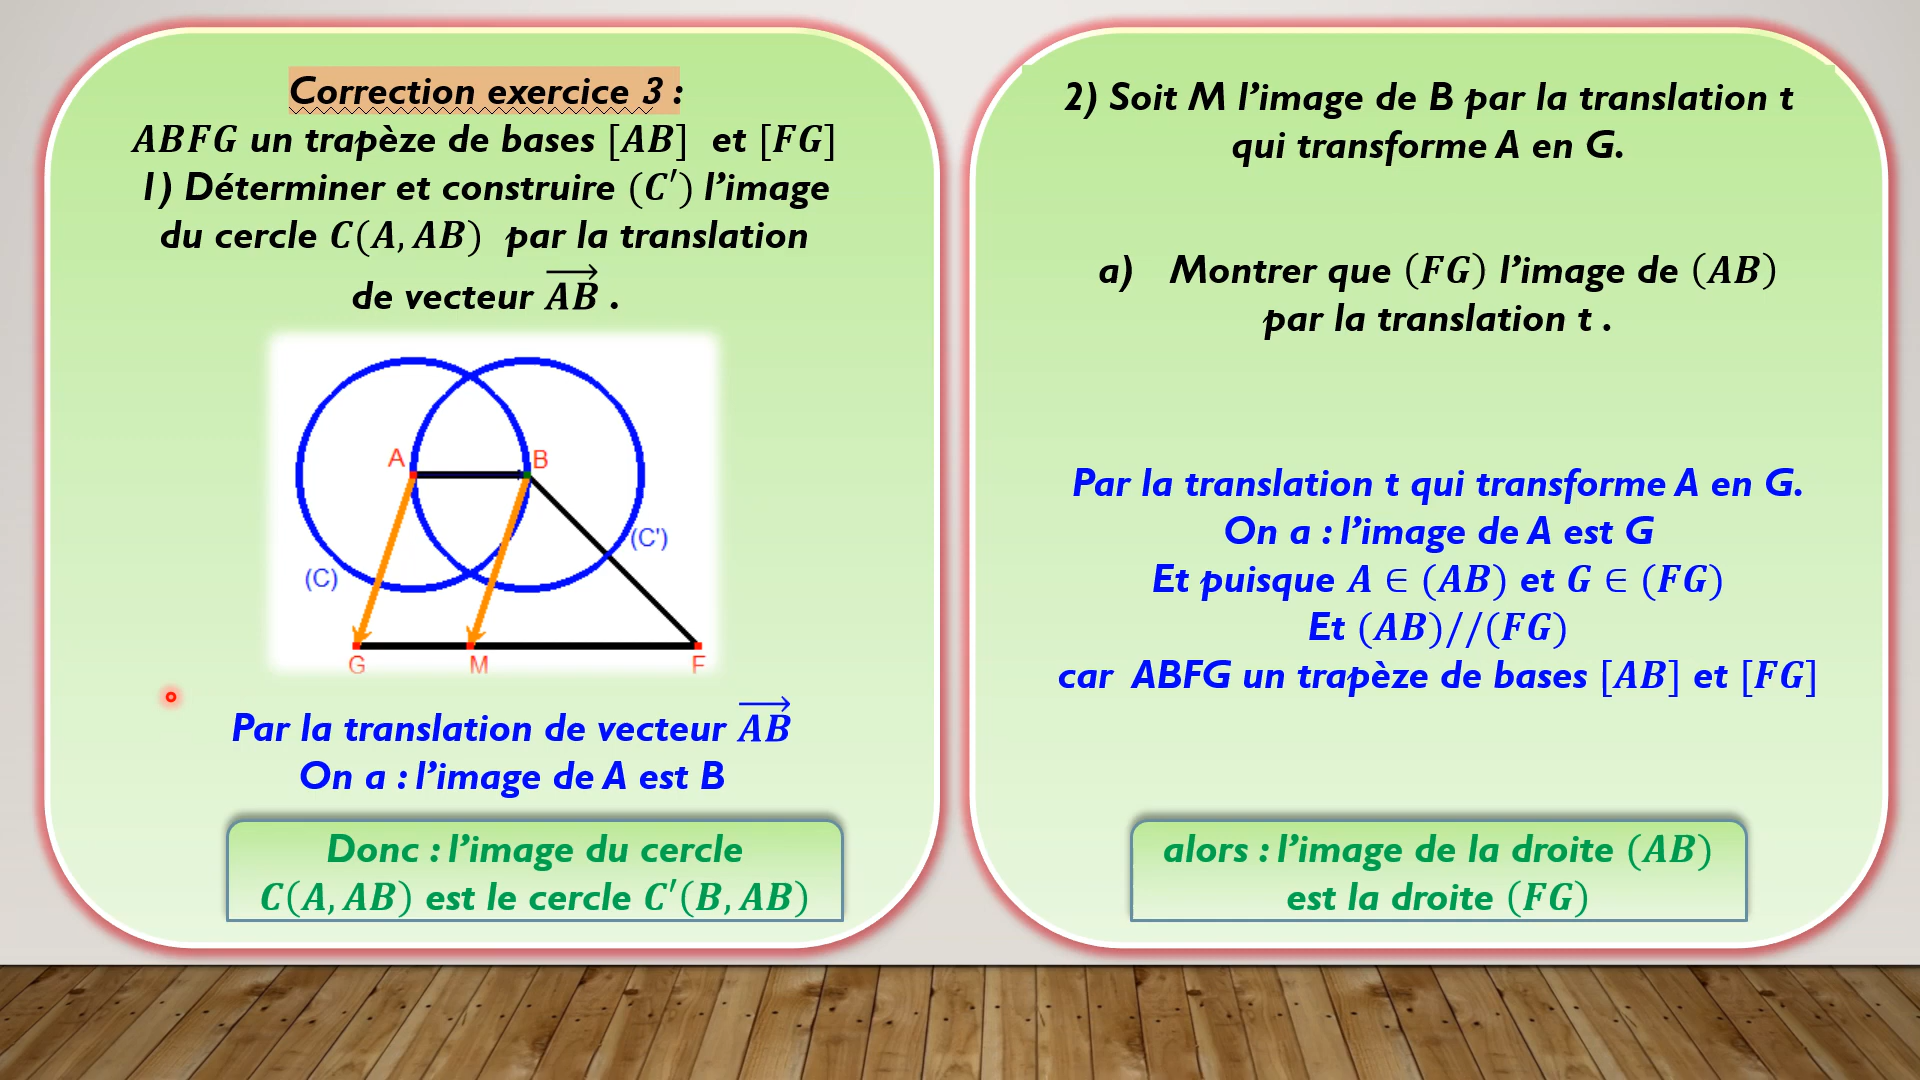 Correction exercice 3 :
ABFG un trapèze de bases [AB] et [FG]
1) Déterminer et construire (C′) l’image
du cercle C(A, AB) par la translation
de vecteur \overrightarrow{AB} .
A
B
(C')
(C)
G
M
F
Par la translation de vecteur \overrightarrow{AB}
On a : l’image de A est B
Donc : l’image du cercle
C(A, AB) est le cercle C′(B, AB)
2) Soit M l’image de B par la translation t
qui transforme A en G.
a) Montrer que (FG) l’image de (AB)
par la translation t .
Par la translation t qui transforme A en G.
On a : l’image de A est G
Et puisque A ∈ (AB) et G ∈ (FG)
Et (AB)//(FG)
car ABFG un trapèze de bases [AB] et [FG]
alors : l’image de la droite (AB)
est la droite (FG)